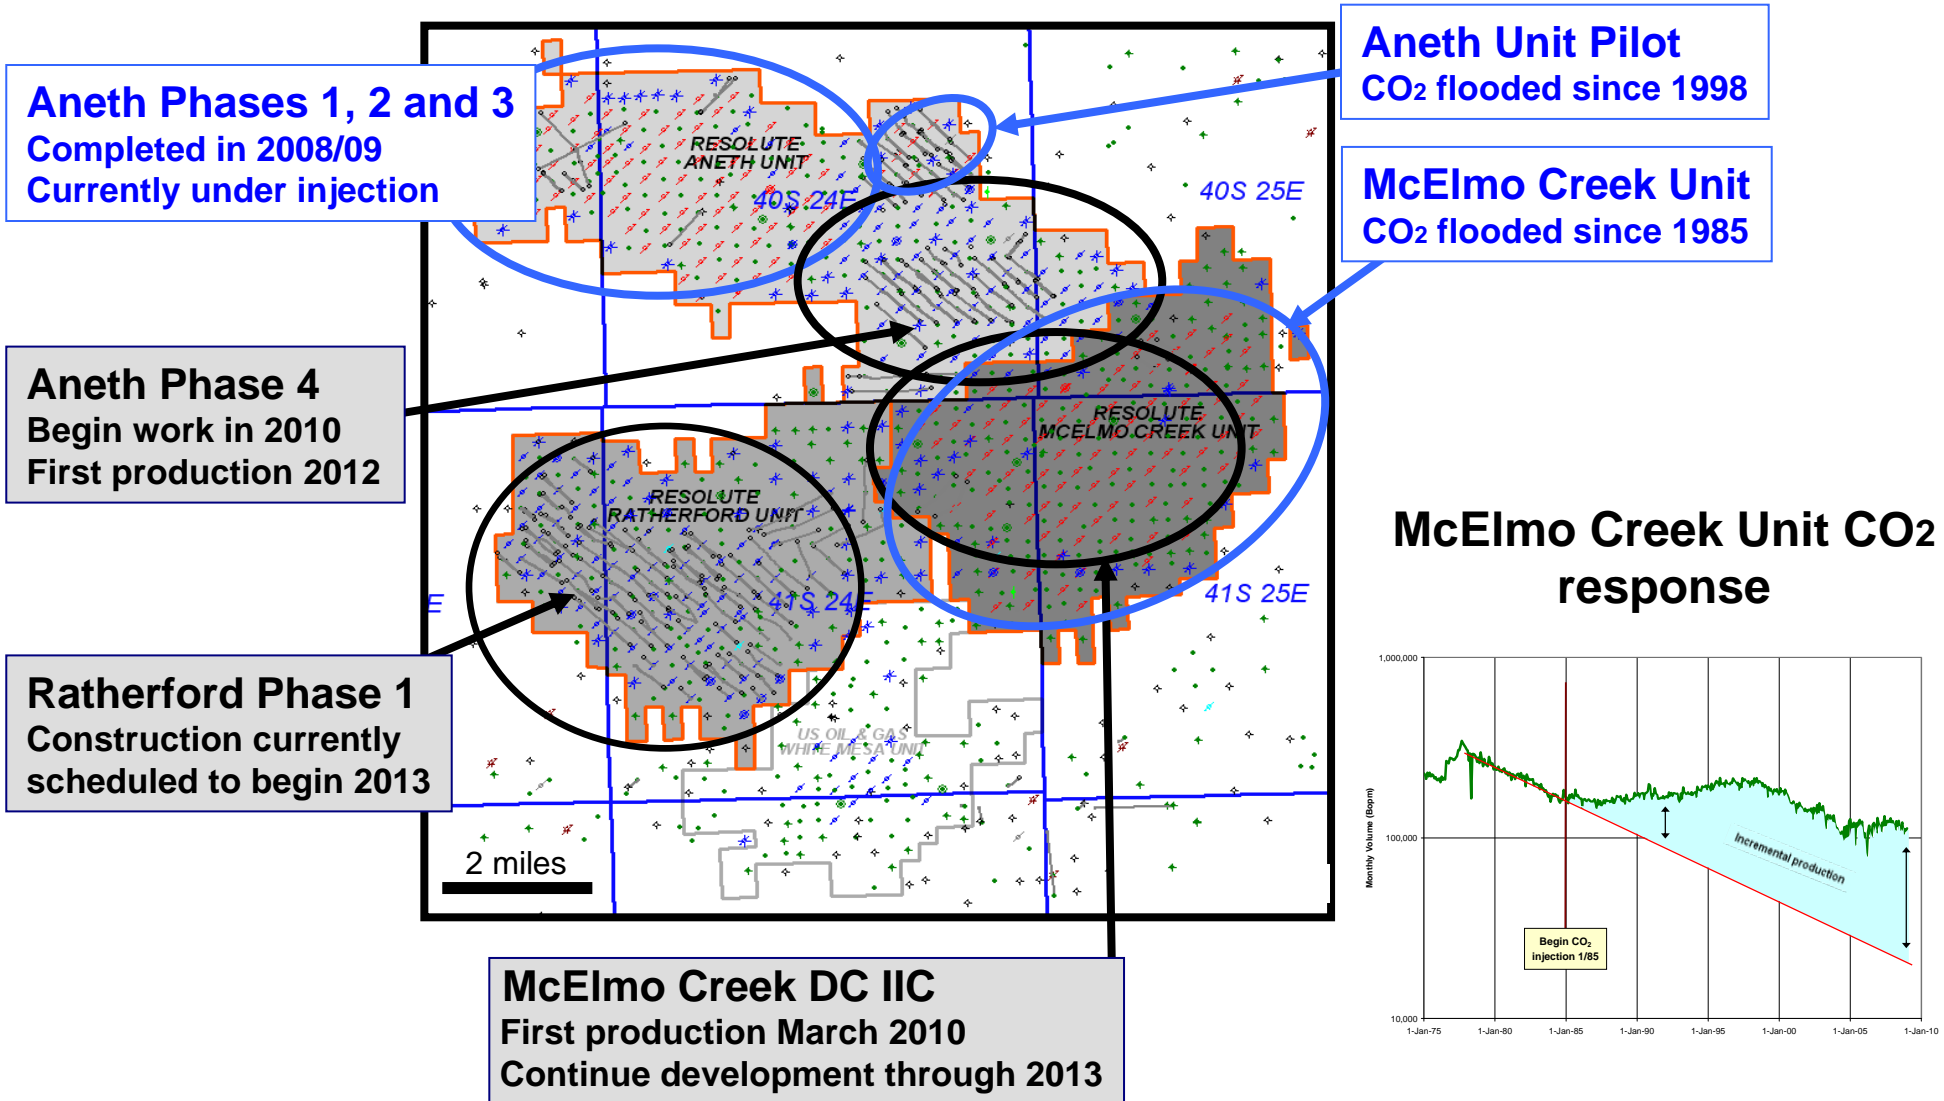 Aneth Phases 1, 2 and 3
Completed in 2008/09
Currently under injection
Aneth Unit Pilot
CO2 flooded since 1998
McElmo Creek Unit
CO2 flooded since 1985
Aneth Phase 4
Begin work in 2010
First production 2012
Ratherford Phase 1
Construction currently
scheduled to begin 2013
McElmo Creek DC IIC
First production March 2010
Continue development through 2013
RESOLUTE
ANETH UNIT
40S 24E
40S 25E
RESOLUTE
MCELMO CREEK UNIT
RESOLUTE
RATHERFORD UNIT
E
41S 24E
41S 25E
US OIL & GAS
WHITE MESA UNIT
2 miles
McElmo Creek Unit CO2
response
1,000,000
100,000
10,000
Monthly Volume (Bopm)
Incremental production
Begin CO2
injection 1/85
1-Jan-75
1-Jan-80
1-Jan-85
1-Jan-90
1-Jan-95
1-Jan-00
1-Jan-05
1-Jan-10